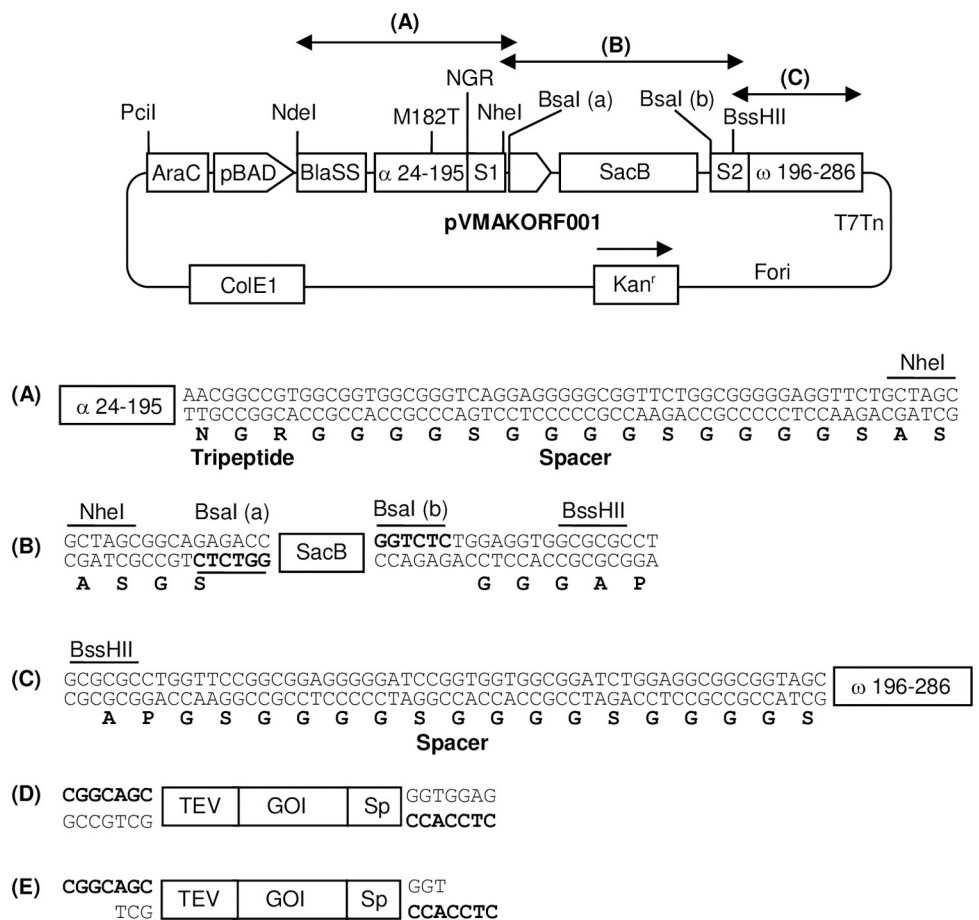 (A)
(B)
(C)
NGR
BsaI (a) BsaI (b)
PciI NdeI M182T NheI BssHII
AraC pBAD BlaSS α 24-195 S1 SacB S2 ω 196-286
pVMAKORF001 T7Tn
ColE1 Kanʳ Fori
NheI
(A) α 24-195 AACGGCCGTGGCGGTGGCGGGTCAGGAGGGGGCGGTTCTGGCGGGGGAGGTTCTGCTAGC
TTGCCGGCACCGCCACCGCCCAGTCCTCCCCCGCCAAGACCGCCCCCTCCAAGACGATCG
N G R G G G G S G G G G S G G G G S A S
Tripeptide Spacer
NheI BsaI (a) BsaI (b) BssHII
(B) GCTAGCGGCAGAGACC SacB GGTCTCTGGAGGTGGCGCGCCT
CGATCGCCGTCTCTGG CCAGAGACCTCCACCGCGCGGA
A S G S G G G A P
BssHII
(C) GCGCGCCTGGTTCCGGCGGAGGGGGATCCGGTGGTGGCGGATCTGGAGGCGGCGGTAGC ω 196-286
CGCGCGGACCAAGGCCGCCTCCCCCTAGGCCACCACCGCCTAGACCTCCGCCGCCATCG
A P G S G G G G S G G G G S G G G G S
Spacer
(D) CGGCAGC TEV GOI Sp GGTGGAG
GCCGTCG CCACCTC
(E) CGGCAGC TEV GOI Sp GGT
TCG CCACCTC